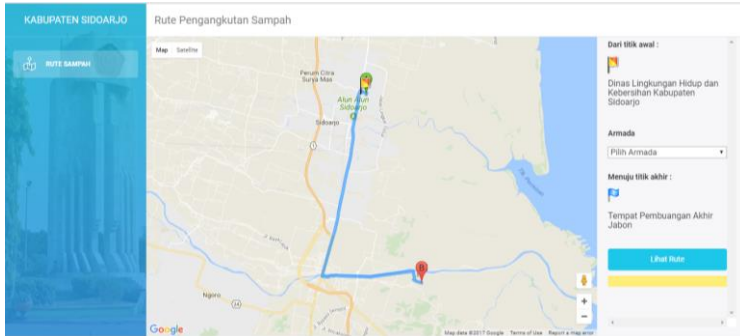 KABUPATEN SIDOARJO
Rute Pengangkutan Sampah
RUTE SAMPAH
Map Satellite
Perum Citra
Surya Mas
Alun Alun
Sidoarjo
Sidoarjo
Ngoro
Google
Map data ©2017 Google Terms of Use Report a map error
B
Dari titik awal :
Dinas Lingkungan Hidup dan
Kebersihan Kabupaten
Sidoarjo
Armada
Pilih Armada
Menuju titik akhir :
Tempat Pembuangan Akhir
Jabon
Lihat Rute